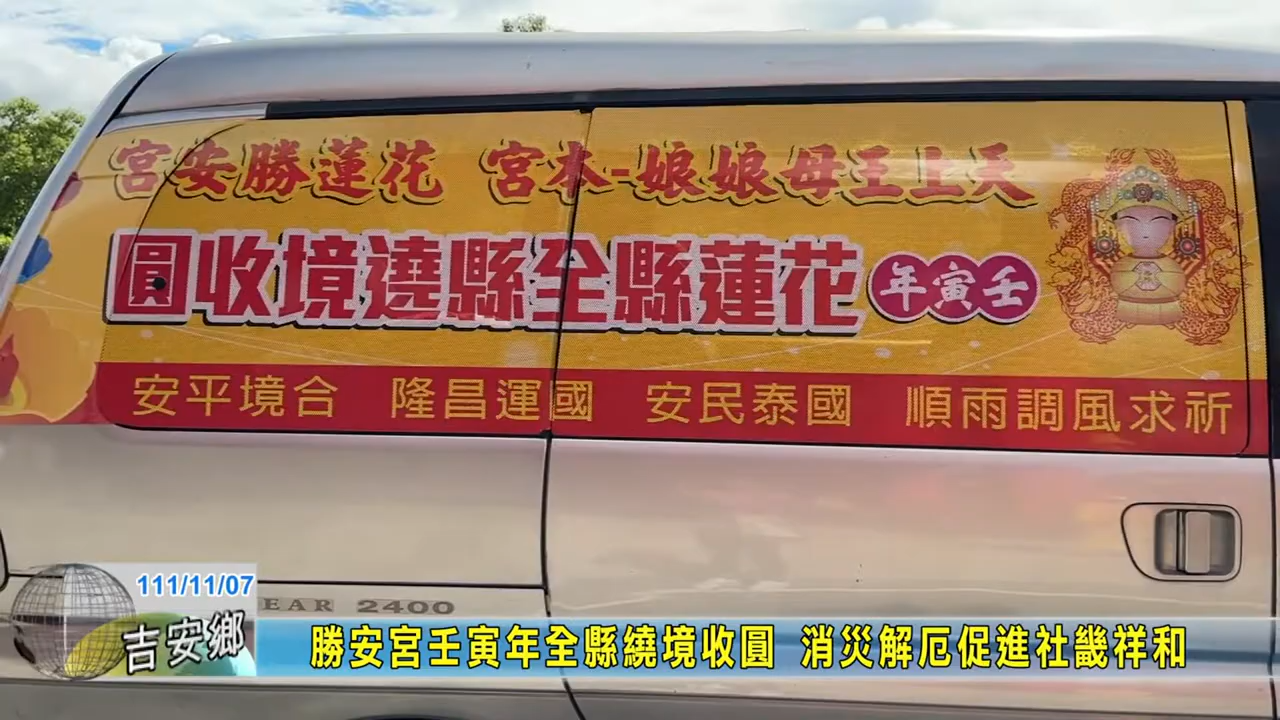 天上王母娘娘-本宮 花蓮勝安宮
壬寅年 花蓮縣全縣遶境收圓
祈求風調雨順 國泰民安 國運昌隆 合境平安
EAR 2400
111/11/07
吉安鄉
勝安宮壬寅年全縣繞境收圓 消災解厄促進社畿祥和